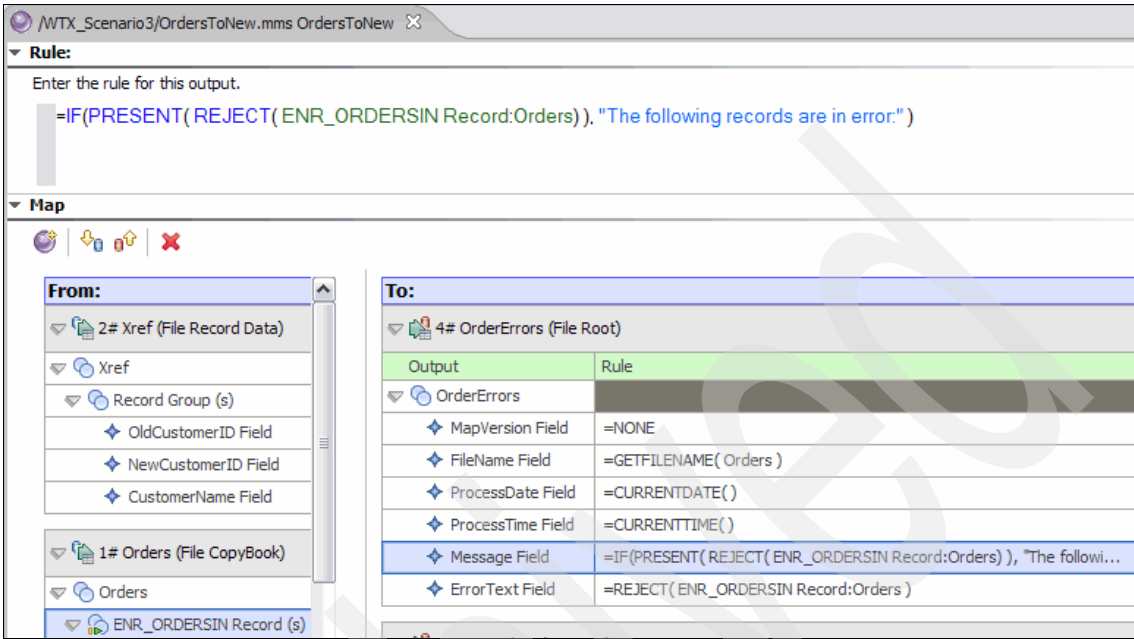 /WTX_Scenario3/OrdersToNew.mms OrdersToNew
Rule:
Enter the rule for this output.
=IF(PRESENT( REJECT( ENR_ORDERSIN Record:Orders) ), "The following records are in error:" )
Map
From:
2# Xref (File Record Data)
Xref
Record Group (s)
OldCustomerID Field
NewCustomerID Field
CustomerName Field
1# Orders (File CopyBook)
Orders
ENR_ORDERSIN Record (s)
To:
4# OrderErrors (File Root)
Output Rule
OrderErrors
MapVersion Field =NONE
FileName Field =GETFILENAME( Orders )
ProcessDate Field =CURRENTDATE( )
ProcessTime Field =CURRENTTIME( )
Message Field =IF(PRESENT( REJECT( ENR_ORDERSIN Record:Orders) ), "The followi...
ErrorText Field =REJECT( ENR_ORDERSIN Record:Orders )